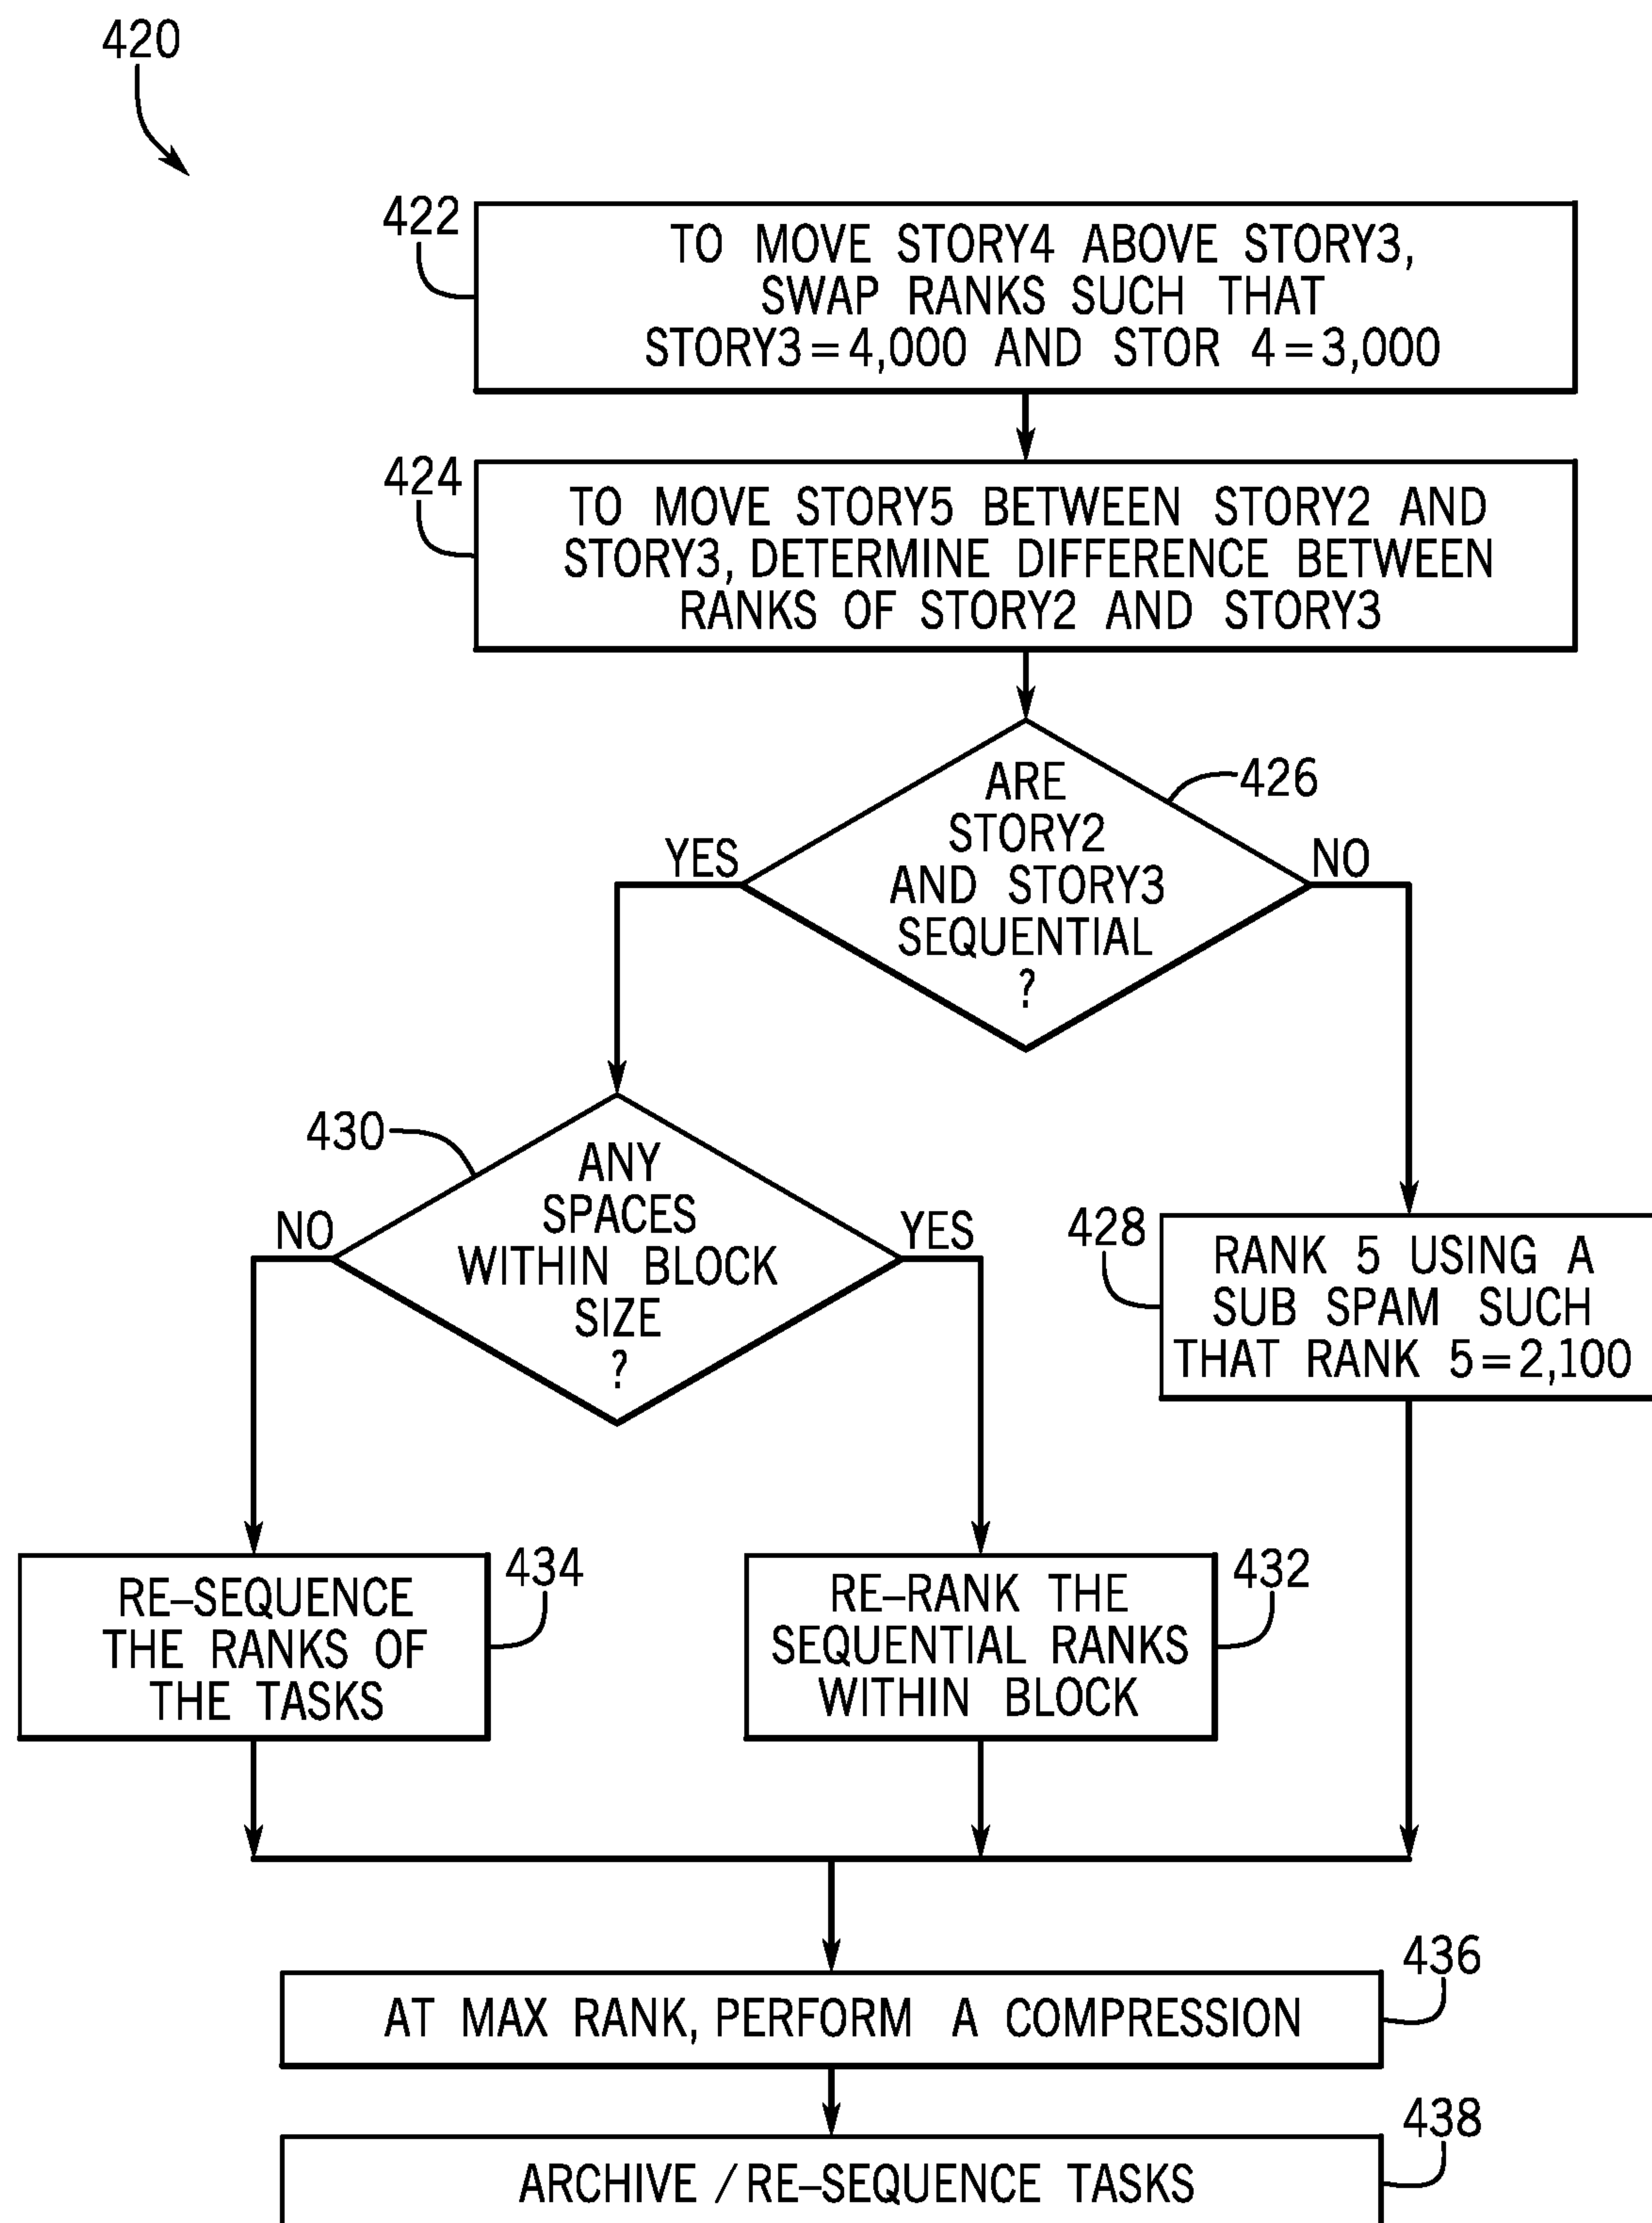 420
422
TO MOVE STORY4 ABOVE STORY3,
SWAP RANKS SUCH THAT
STORY3=4,000 AND STOR 4=3,000
424
TO MOVE STORY5 BETWEEN STORY2 AND
STORY3, DETERMINE DIFFERENCE BETWEEN
RANKS OF STORY2 AND STORY3
426
ARE
STORY2
AND STORY3
SEQUENTIAL
?
YES
NO
430
ANY
SPACES
WITHIN BLOCK
SIZE
?
NO
YES
428
RANK 5 USING A
SUB SPAM SUCH
THAT RANK 5=2,100
434
RE-SEQUENCE
THE RANKS OF
THE TASKS
432
RE-RANK THE
SEQUENTIAL RANKS
WITHIN BLOCK
436
AT MAX RANK, PERFORM A COMPRESSION
438
ARCHIVE/RE-SEQUENCE TASKS